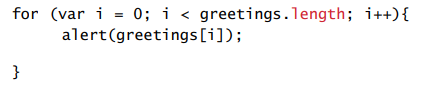 for (var i = 0; i < greetings.length; i++){
alert(greetings[i]);
}